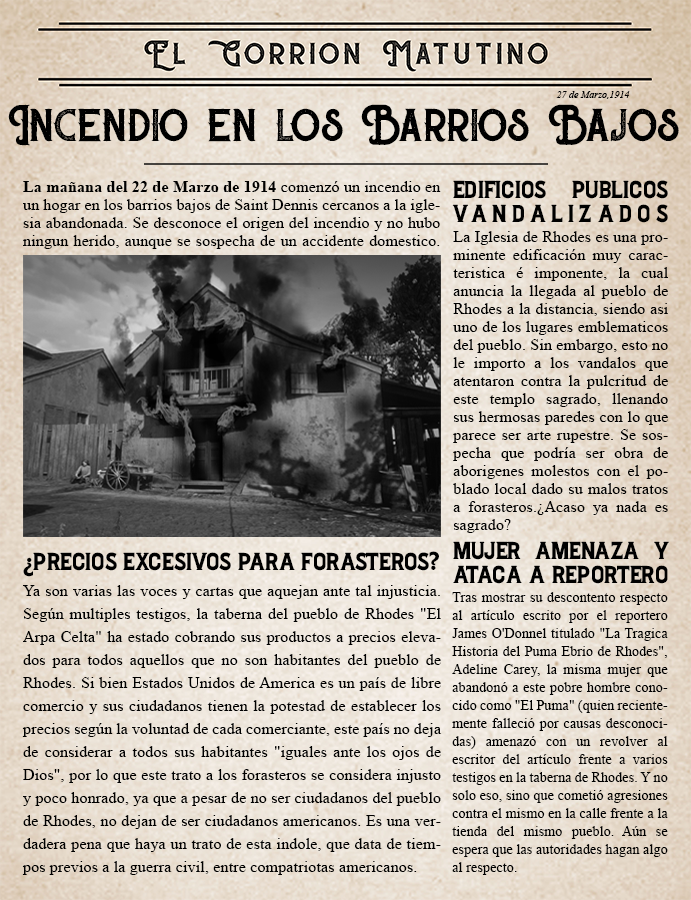 El Gorrion Matutino
27 de Marzo,1914
Incendio en los Barrios Bajos
La mañana del 22 de Marzo de 1914 comenzó un incendio en
un hogar en los barrios bajos de Saint Dennis cercanos a la igle-
sia abandonada. Se desconoce el origen del incendio y no hubo
ningun herido, aunque se sospecha de un accidente domestico.
¿PRECIOS EXCESIVOS PARA FORASTEROS?
Ya son varias las voces y cartas que aquejan ante tal injusticia.
Según multiples testigos, la taberna del pueblo de Rhodes "El
Arpa Celta" ha estado cobrando sus productos a precios eleva-
dos para todos aquellos que no son habitantes del pueblo de
Rhodes. Si bien Estados Unidos de America es un país de libre
comercio y sus ciudadanos tienen la potestad de establecer los
precios según la voluntad de cada comerciante, este país no deja
de considerar a todos sus habitantes "iguales ante los ojos de
Dios", por lo que este trato a los forasteros se considera injusto
y poco honrado, ya que a pesar de no ser ciudadanos del pueblo
de Rhodes, no dejan de ser ciudadanos americanos. Es una ver-
dadera pena que haya un trato de esta indole, que data de tiem-
pos previos a la guerra civil, entre compatriotas americanos.
EDIFICIOS PUBLICOS
VANDALIZADOS
La Iglesia de Rhodes es una pro-
minente edificación muy carac-
teristica é imponente, la cual
anuncia la llegada al pueblo de
Rhodes a la distancia, siendo asi
uno de los lugares emblematicos
del pueblo. Sin embargo, esto no
le importo a los vandalos que
atentaron contra la pulcritud de
este templo sagrado, llenando
sus hermosas paredes con lo que
parece ser arte rupestre. Se sos-
pecha que podría ser obra de
aborigenes molestos con el po-
blado local dado su malos tratos
a forasteros.¿Acaso ya nada es
sagrado?
MUJER AMENAZA Y
ATACA A REPORTERO
Tras mostrar su descontento respecto
al artículo escrito por el reportero
James O'Donnel titulado "La Tragica
Historia del Puma Ebrio de Rhodes",
Adeline Carey, la misma mujer que
abandonó a este pobre hombre cono-
cido como "El Puma" (quien reciente-
mente falleció por causas desconoci-
das) amenazó con un revolver al
escritor del artículo frente a varios
testigos en la taberna de Rhodes. Y no
solo eso, sino que cometió agresiones
contra el mismo en la calle frente a la
tienda del mismo pueblo. Aún se
espera que las autoridades hagan algo
al respecto.